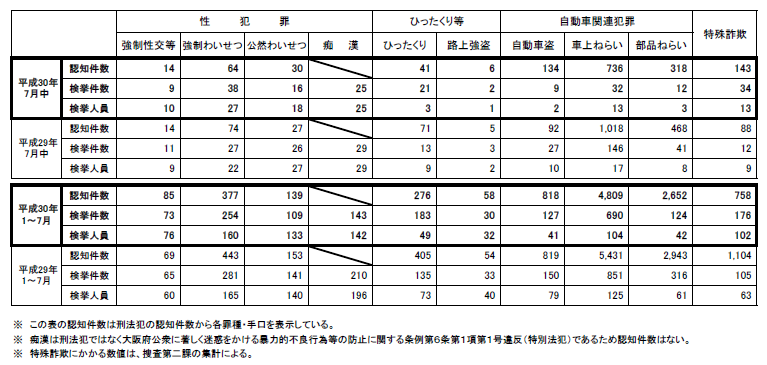 性 犯 罪 ひったくり等 自動車関連犯罪 特殊詐欺
強制性交等 強制わいせつ 公然わいせつ 痴 漢 ひったくり 路上強盗 自動車盗 車上ねらい 部品ねらい
平成30年7月中 認知件数 14 64 30 41 6 134 736 318 143
検挙件数 9 38 16 25 21 2 9 32 12 34
検挙人員 10 27 18 25 3 1 2 13 3 13
平成29年7月中 認知件数 14 74 27 71 5 92 1,018 468 88
検挙件数 11 27 26 29 13 3 27 146 41 12
検挙人員 9 22 27 29 9 2 10 17 8 9
平成30年1～7月 認知件数 85 377 139 276 58 818 4,809 2,652 758
検挙件数 73 254 109 143 183 30 127 690 124 176
検挙人員 76 160 133 142 49 32 41 104 42 102
平成29年1～7月 認知件数 69 443 153 405 54 819 5,431 2,943 1,104
検挙件数 65 281 141 210 135 33 150 851 316 105
検挙人員 60 165 140 196 73 40 79 125 61 63
※ この表の認知件数は刑法犯の認知件数から各罪種・手口を表示している。
※ 痴漢は刑法犯ではなく大阪府公衆に著しく迷惑をかける暴力的不良行為等の防止に関する条例第６条第１項第１号違反（特別法犯）であるため認知件数はない。
※ 特殊詐欺にかかる数値は、捜査第二課の集計による。